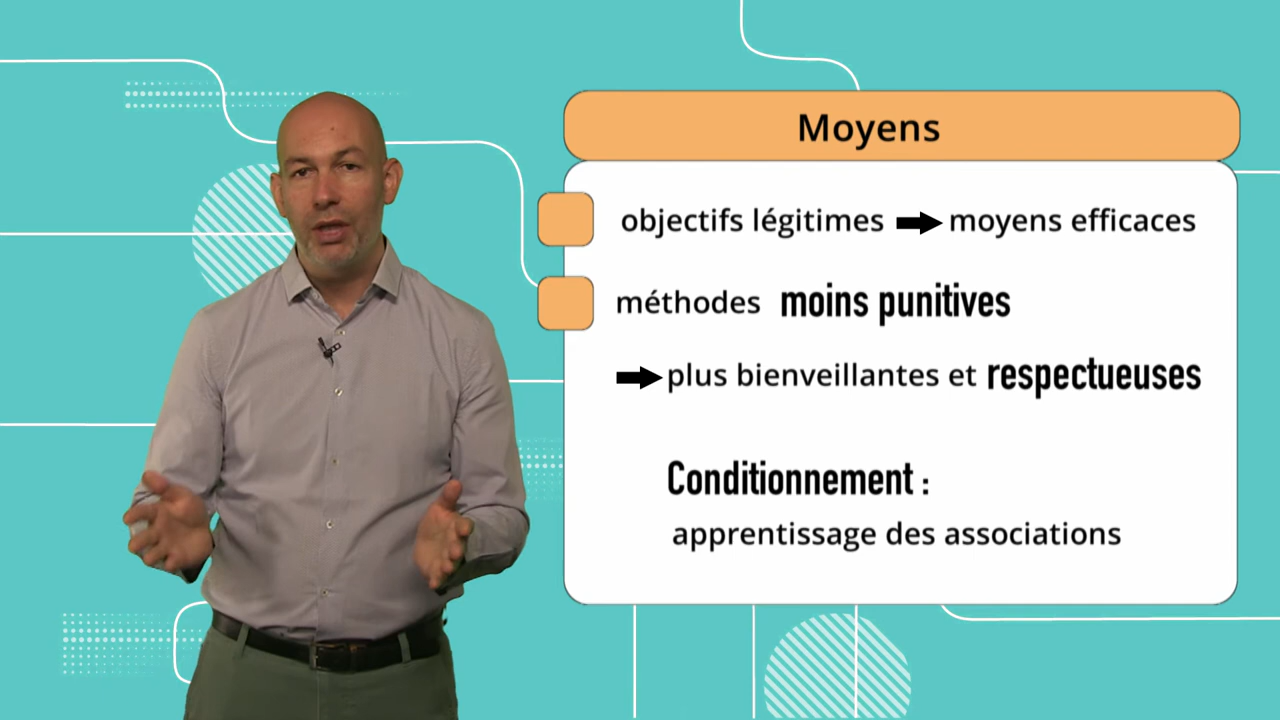 Moyens
objectifs légitimes ➡ moyens efficaces
méthodes moins punitives
➡ plus bienveillantes et respectueuses
Conditionnement :
apprentissage des associations